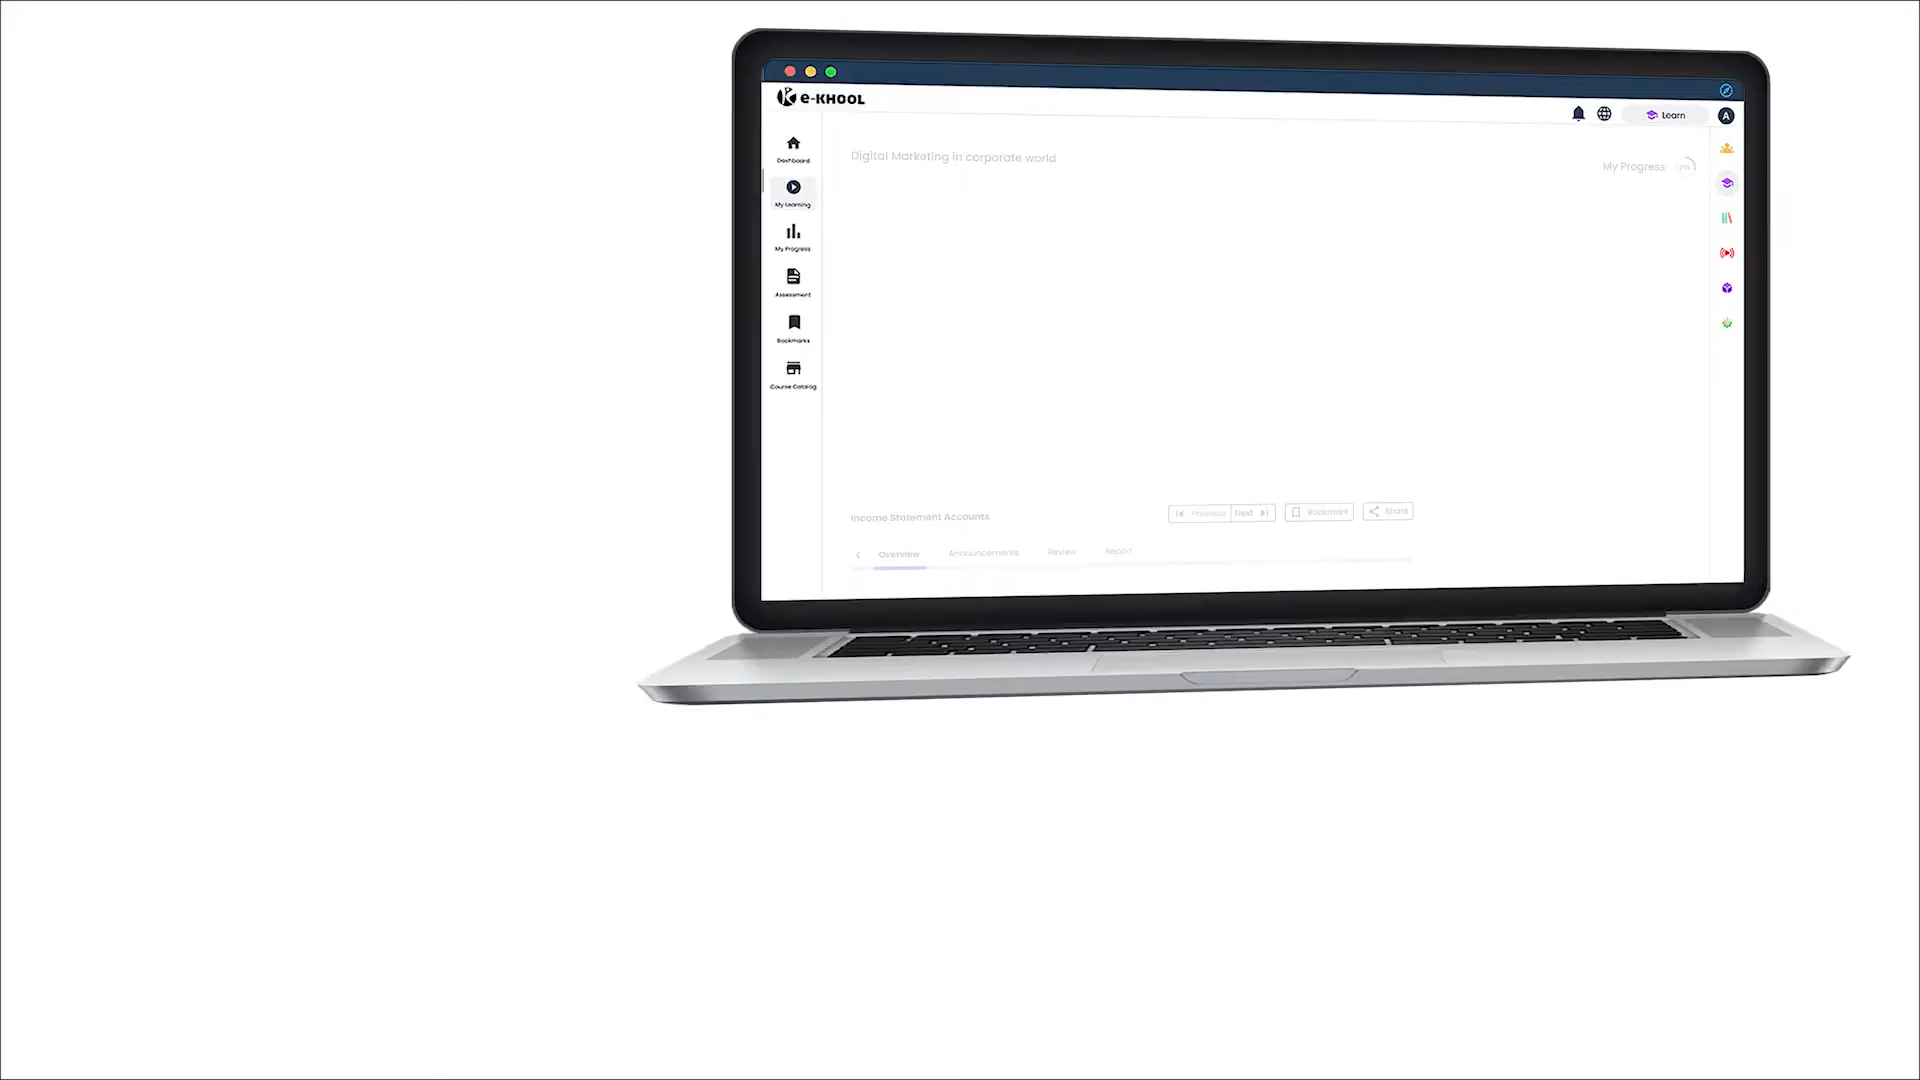 e-KHOOL
Learn
A
Dashboard
My Learning
My Progress
Assessment
Bookmarks
Course Catalog
Digital Marketing in corporate world
My Progress
25%
Income Statement Accounts
Previous
Next
Bookmark
Share
Overview
Announcements
Review
Report